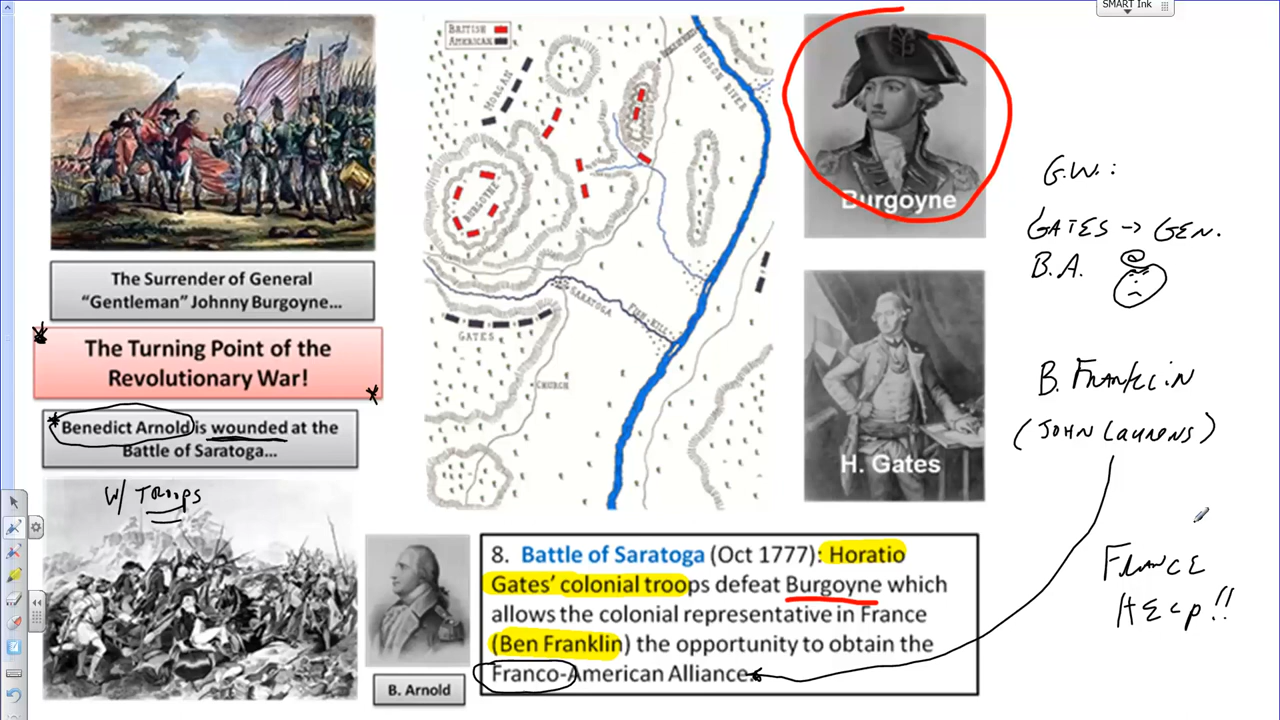 SMART Ink
The Surrender of General
“Gentleman” Johnny Burgoyne...
The Turning Point of the
Revolutionary War!
Benedict Arnold is wounded at the
Battle of Saratoga...
W/ TROOPS
BRITISH
AMERICAN
MORGAN
HUDSON RIVER
BURGOYNE
SARATOGA
FISH KILL
GATES
CHURCH
Burgoyne
H. Gates
B. Arnold
8. Battle of Saratoga (Oct 1777): Horatio
Gates’ colonial troops defeat Burgoyne which
allows the colonial representative in France
(Ben Franklin) the opportunity to obtain the
Franco-American Alliance.
G.W.:
GATES → GEN.
B.A.
B. FRANKLIN
(JOHN LAURENS)
FRANCE
HELP!!